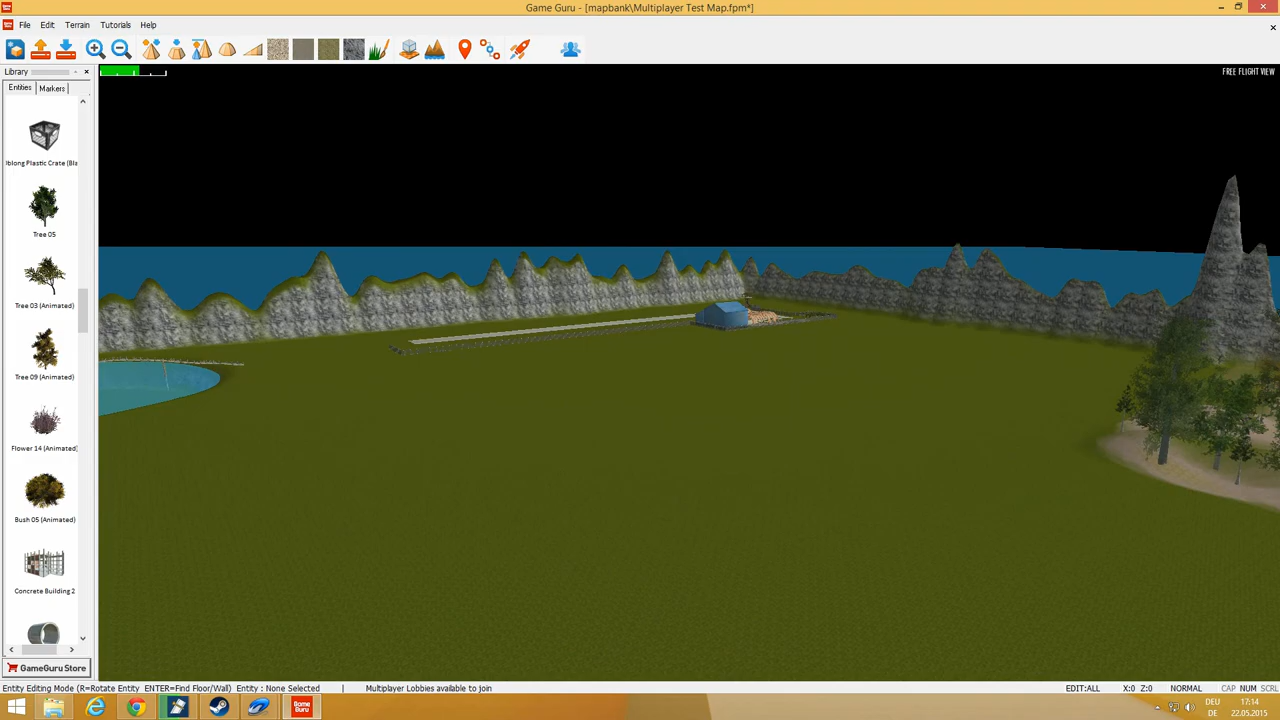 Game Guru - [mapbank\Multiplayer Test Map.fpm*]
File Edit Terrain Tutorials Help
Library
FREE FLIGHT VIEW
Entities Markers
Plastic Crate
Tree 05
Tree 03 (Animated)
Tree 09 (Animated)
Flower 14 (Animated)
Bush 05 (Animated)
Concrete Building 2
GameGuru Store
Entity Editing Mode (R=Rotate Entity ENTER=Find Floor/Wall) Entity : None Selected Multiplayer Lobbies available to join EDIT:ALL X:0 Z:0 NORMAL CAP NUM SCRL
DEU 17:14
DE 22.05.2015